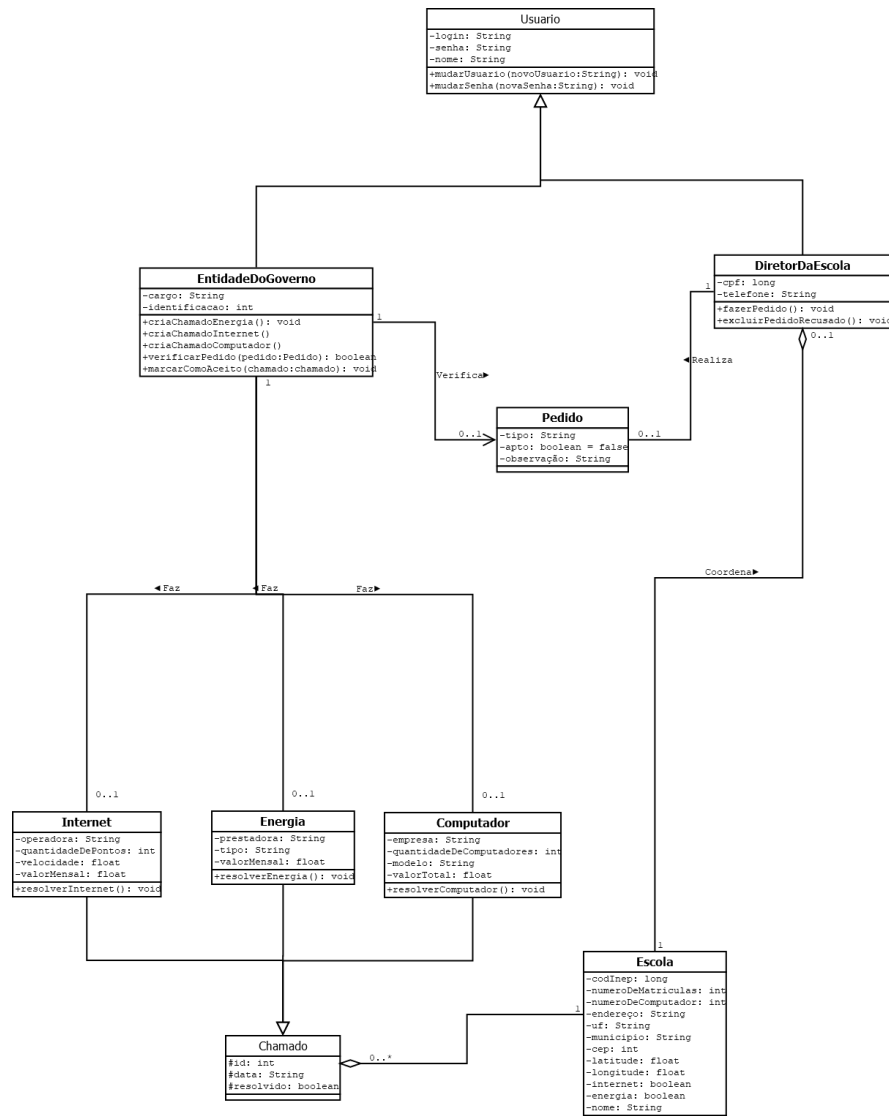 Usuario
-login: String
-senha: String
-nome: String
+mudarUsuario(novoUsuario:String): void
+mudarSenha(novaSenha:String): void
EntidadeDoGoverno
-cargo: String
-identificacao: int
+criaChamadoEnergia(): void
+criaChamadoInternet()
+criaChamadoComputador()
+verificarPedido(pedido:Pedido): boolean
+marcarComoAceito(chamado:chamado): void
1
1
DiretorDaEscola
-cpf: long
-telefone: String
+fazerPedido(): void
+excluirPedidoRecusado(): void
1
0..1
Verifica►
◄Realiza
0..1
0..1
Pedido
-tipo: String
-apto: boolean = false
-observação: String
Coordena►
◄Faz
◄Faz
Faz►
0..1
0..1
0..1
Internet
-operadora: String
-quantidadeDePontos: int
-velocidade: float
-valorMensal: float
+resolverInternet(): void
Energia
-prestadora: String
-tipo: String
-valorMensal: float
+resolverEnergia(): void
Computador
-empresa: String
-quantidadeDeComputadores: int
-modelo: String
-valorTotal: float
+resolverComputador(): void
1
Escola
-codInep: long
-numeroDeMatriculas: int
-numeroDeComputador: int
-endereço: String
-uf: String
-municipio: String
-cep: int
-latitude: float
-longitude: float
-internet: boolean
-energia: boolean
-nome: String
1
0..*
Chamado
#id: int
#data: String
#resolvido: boolean